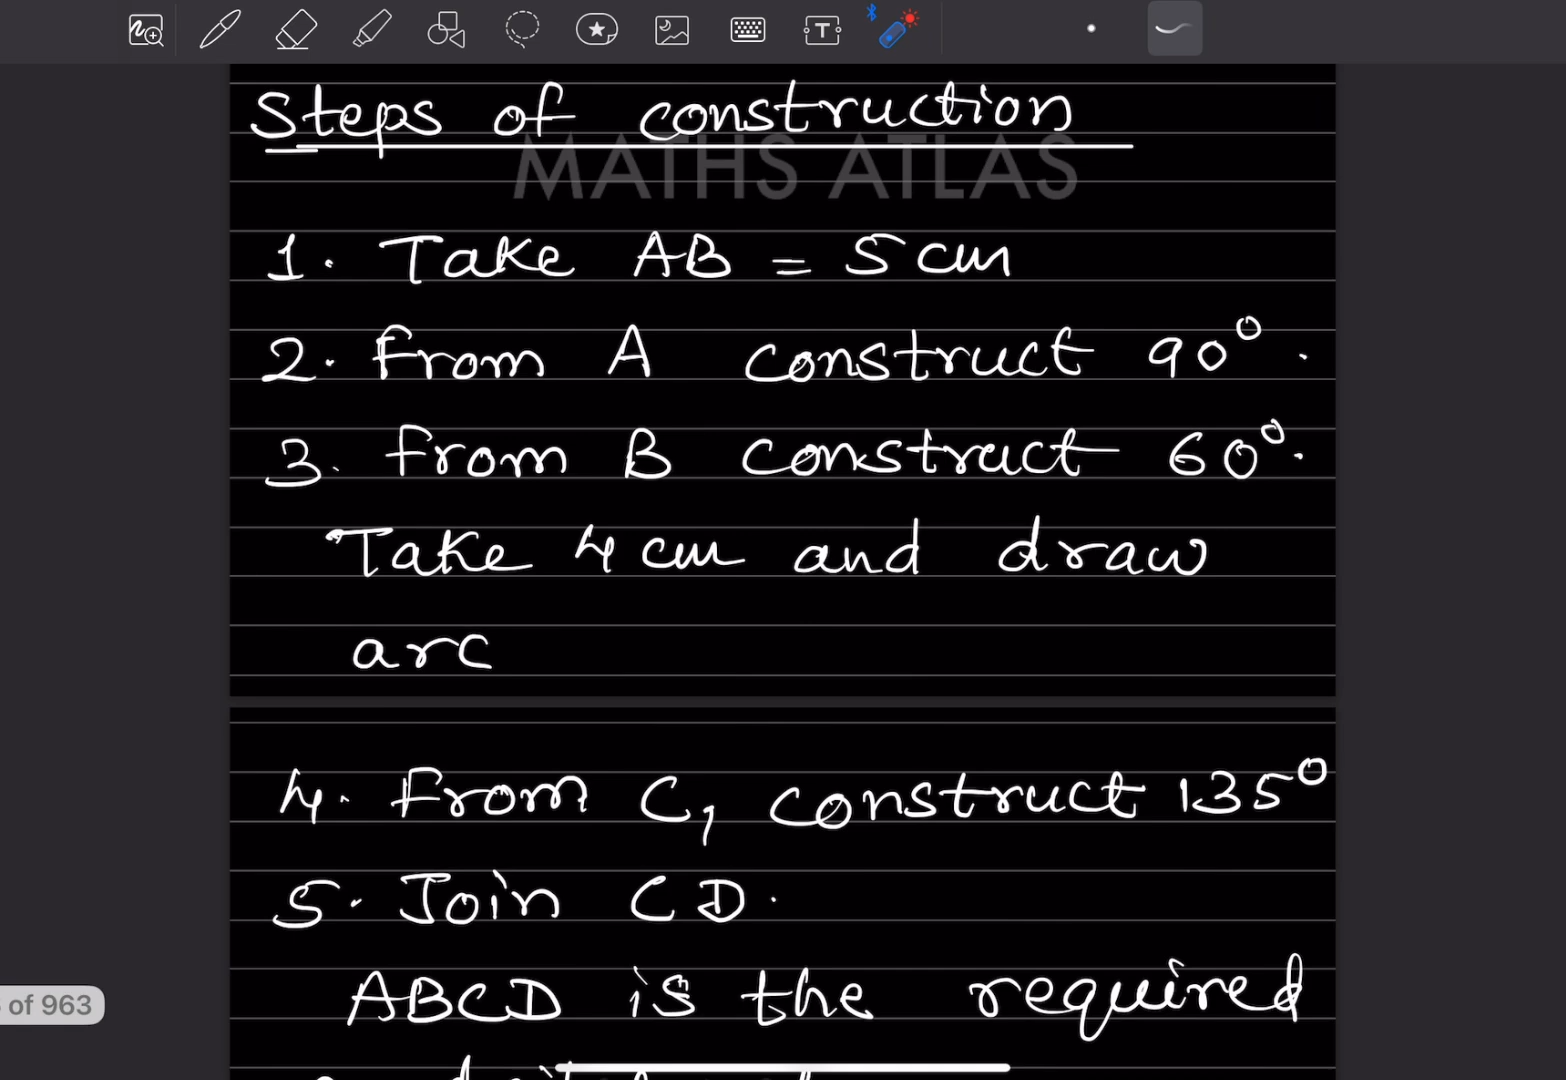 Steps of construction
MATHS ATLAS
1. Take AB = 5 cm
2. From A construct 90°.
3. From B construct 60°.
Take 4 cm and draw
arc
4. From C, construct 135°
5. Join CD.
ABCD is the required
of 963